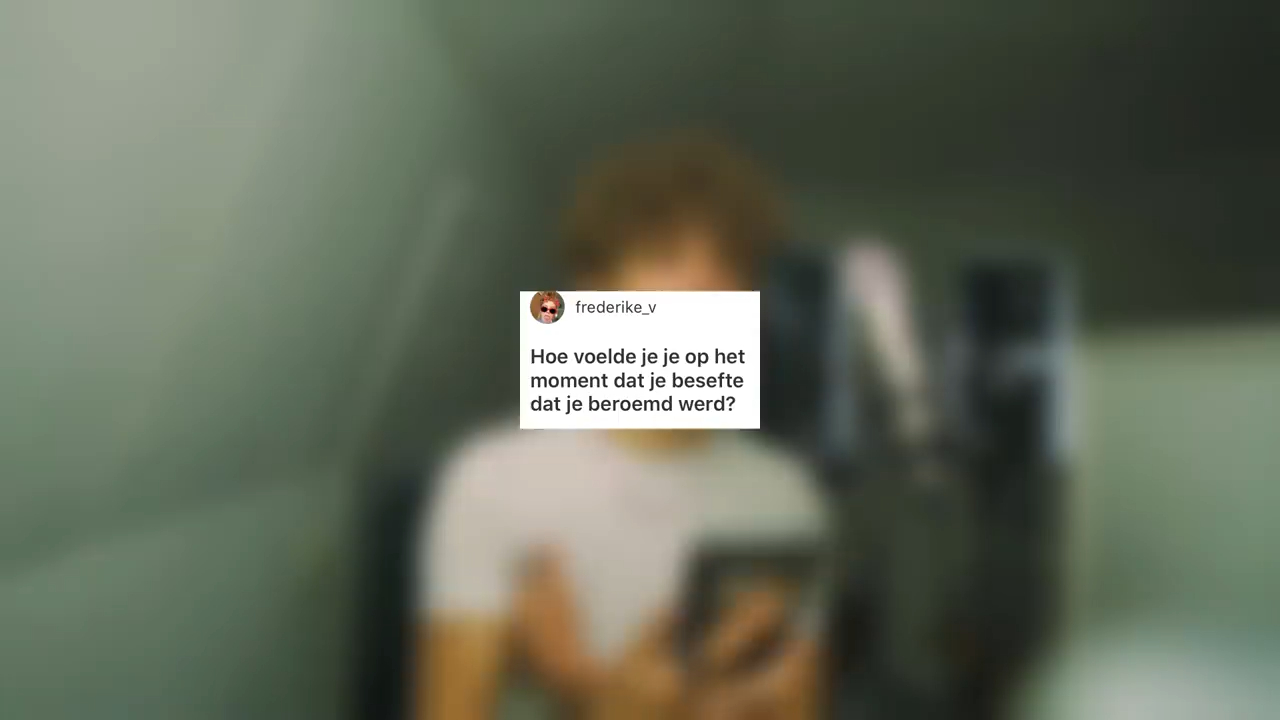 frederike_v
Hoe voelde je je op het
moment dat je besefte
dat je beroemd werd?